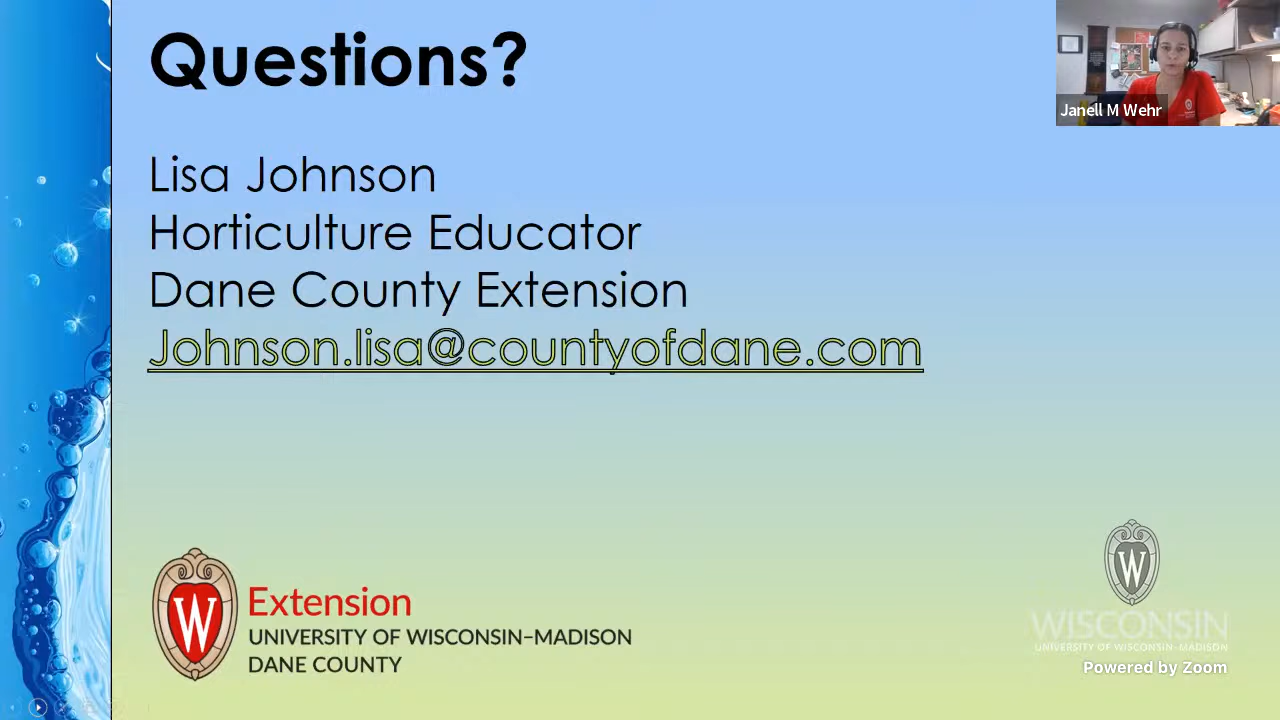 Questions?
Janell M Wehr
Lisa Johnson
Horticulture Educator
Dane County Extension
Johnson.lisa@countyofdane.com
W
Extension
UNIVERSITY OF WISCONSIN–MADISON
DANE COUNTY
W
WISCONSIN
UNIVERSITY OF WISCONSIN–MADISON
Powered by Zoom